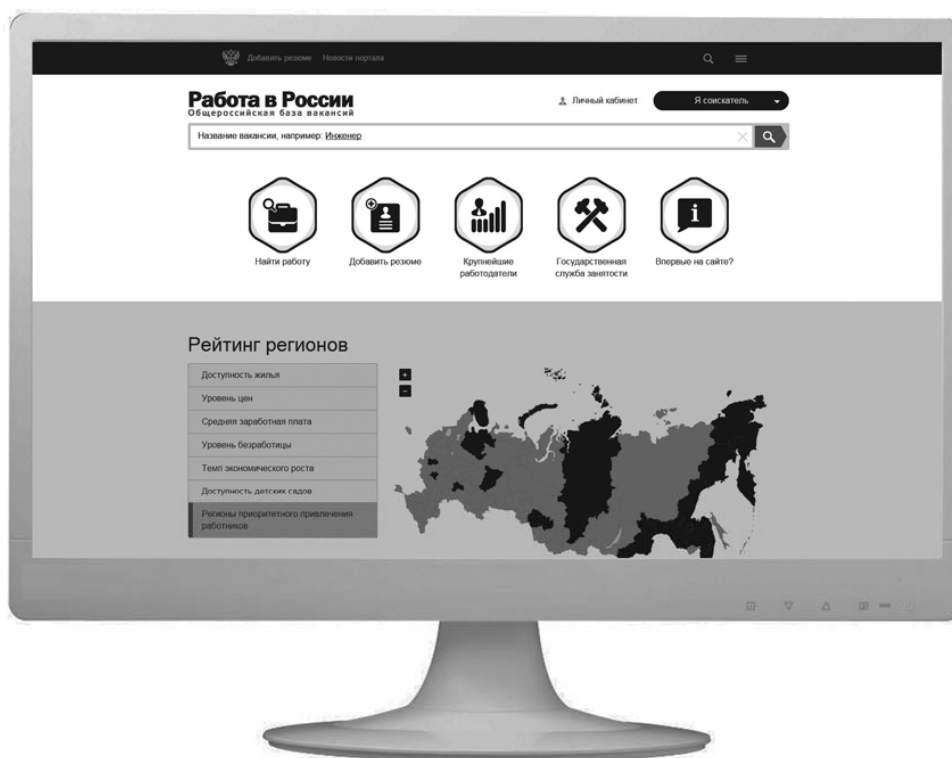 Добавить резюме Новости портала
Работа в России
Общероссийская база вакансий
Личный кабинет
Я соискатель
Название вакансии, например: Инженер
Найти работу
Добавить резюме
Крупнейшие
работодатели
Государственная
служба занятости
Впервые на сайте?
Рейтинг регионов
Доступность жилья
Уровень цен
Средняя заработная плата
Уровень безработицы
Темп экономического роста
Доступность детских садов
Регионы приоритетного привлечения
работников